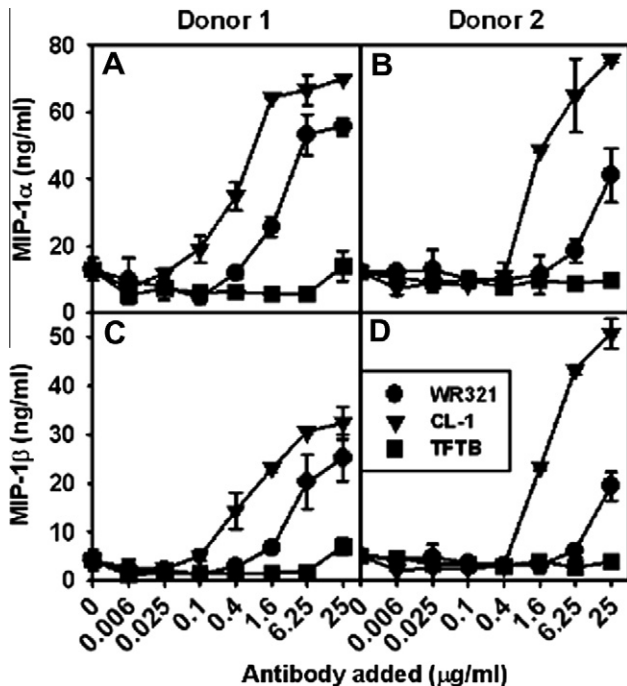 Donor 1 Donor 2
A B
MIP-1α (ng/ml)
80
60
40
20
0
C D
MIP-1β (ng/ml)
50
40
30
20
10
0
WR321
CL-1
TFTB
0 0.006 0.025 0.1 0.4 1.6 6.25 25
0 0.006 0.025 0.1 0.4 1.6 6.25 25
Antibody added (μg/ml)